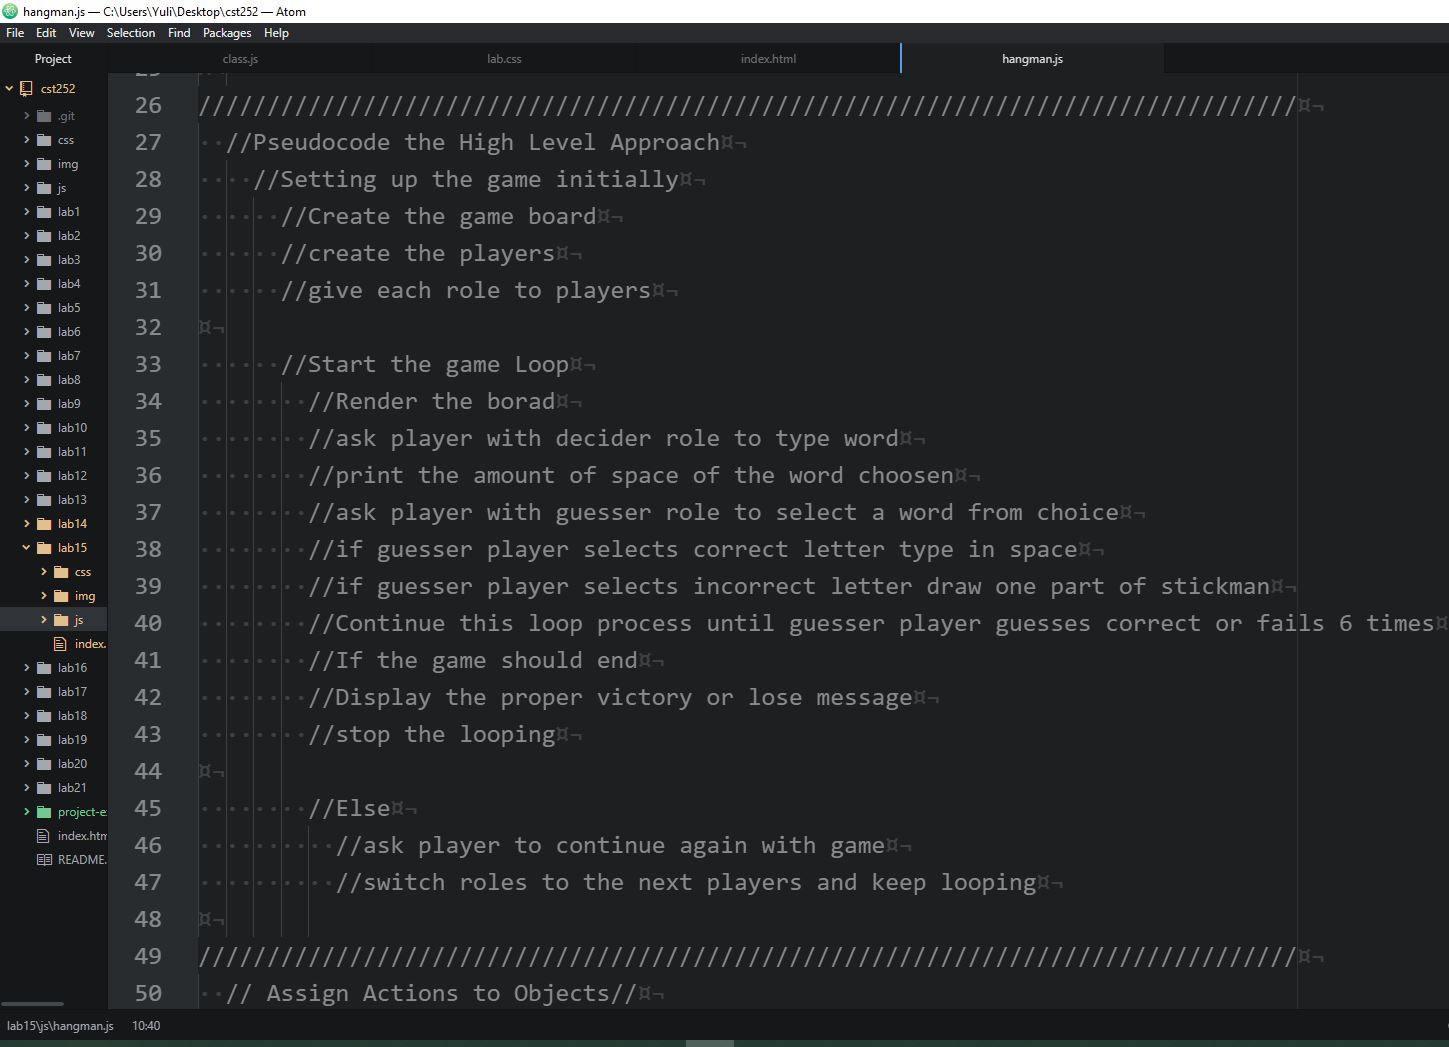 hangman.js — C:\Users\Yuli\Desktop\cst252 — Atom
File Edit View Selection Find Packages Help
Project
class.js
lab.css
index.html
hangman.js
cst252
.git
css
img
js
lab1
lab2
lab3
lab4
lab5
lab6
lab7
lab8
lab9
lab10
lab11
lab12
lab13
lab14
lab15
css
img
js
index.
lab16
lab17
lab18
lab19
lab20
lab21
project-e
index.htm
README.
25
26 ////////////////////////////////////////////////////////////////////////////////
27 //Pseudocode the High Level Approach
28 //Setting up the game initially
29 //Create the game board
30 //create the players
31 //give each role to players
32
33 //Start the game Loop
34 //Render the borad
35 //ask player with decider role to type word
36 //print the amount of space of the word choosen
37 //ask player with guesser role to select a word from choice
38 //if guesser player selects correct letter type in space
39 //if guesser player selects incorrect letter draw one part of stickman
40 //Continue this loop process until guesser player guesses correct or fails 6 times
41 //If the game should end
42 //Display the proper victory or lose message
43 //stop the looping
44
45 //Else
46 //ask player to continue again with game
47 //switch roles to the next players and keep looping
48
49 ////////////////////////////////////////////////////////////////////////////////
50 // Assign Actions to Objects//
lab15\js\hangman.js 10:40